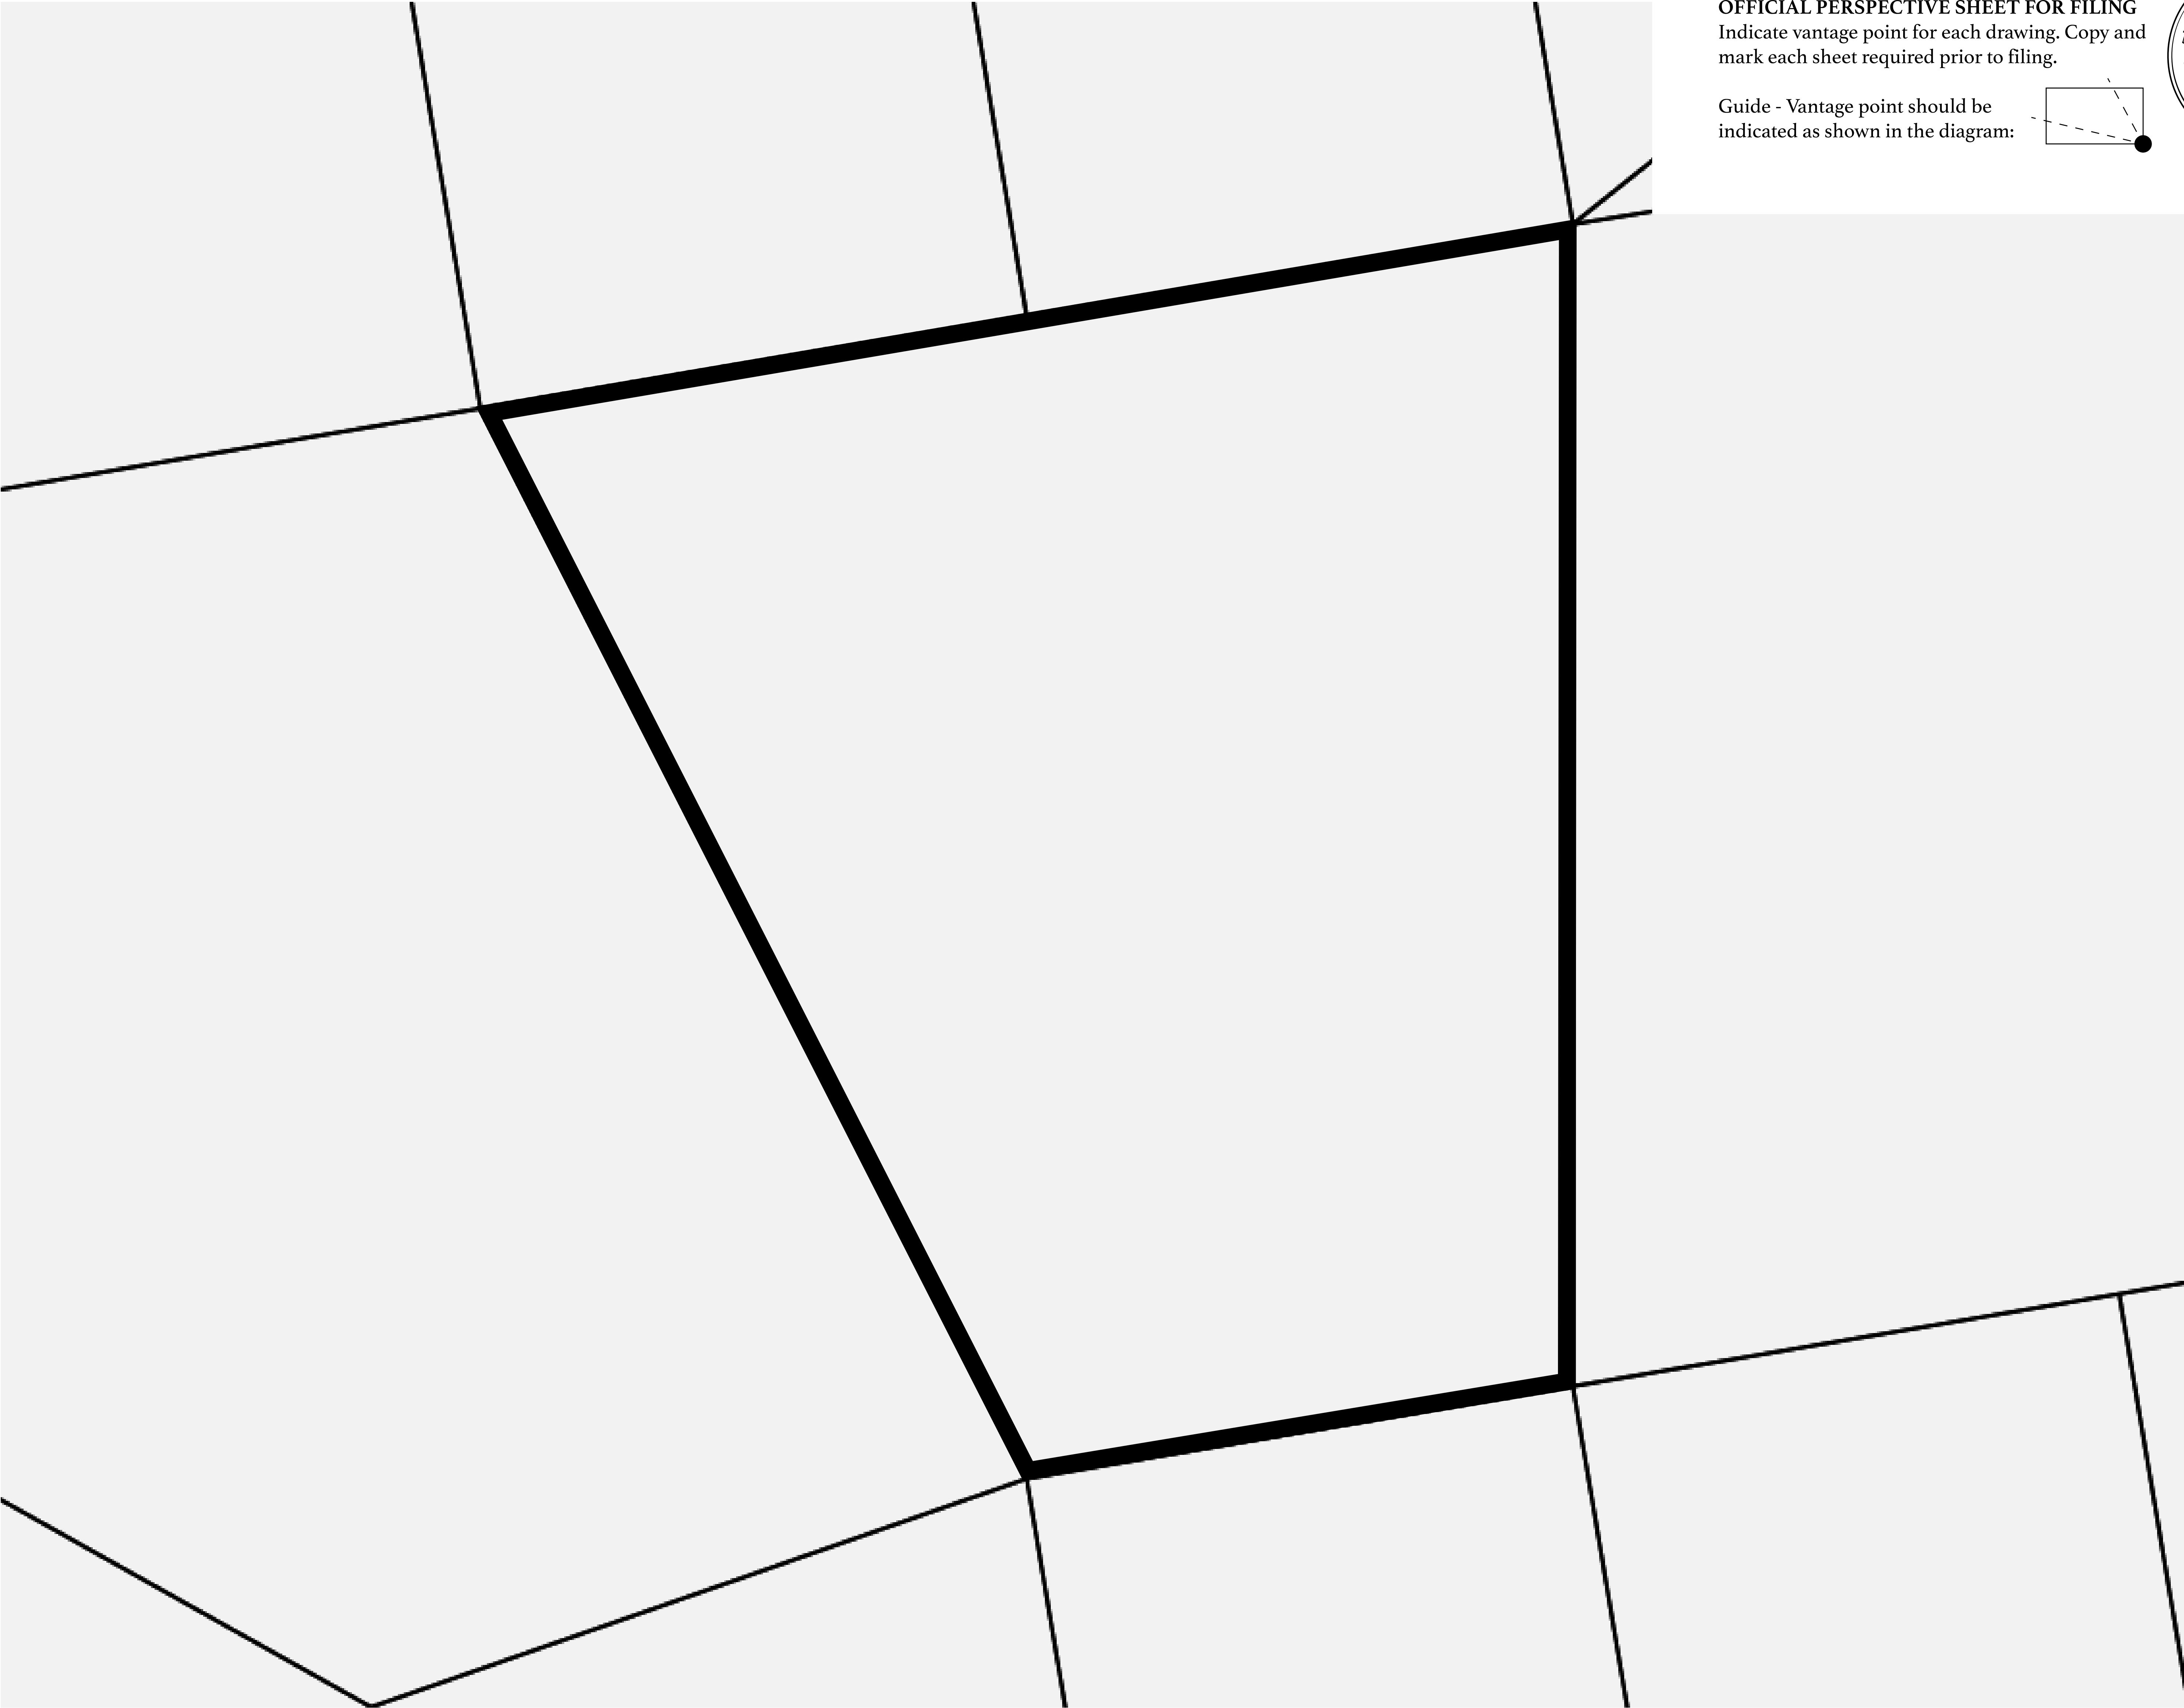 OFFICIAL PERSPECTIVE SHEET FOR FILING
Indicate vantage point for each drawing. Copy and
mark each sheet required prior to filing.
Guide - Vantage point should be
indicated as shown in the diagram: